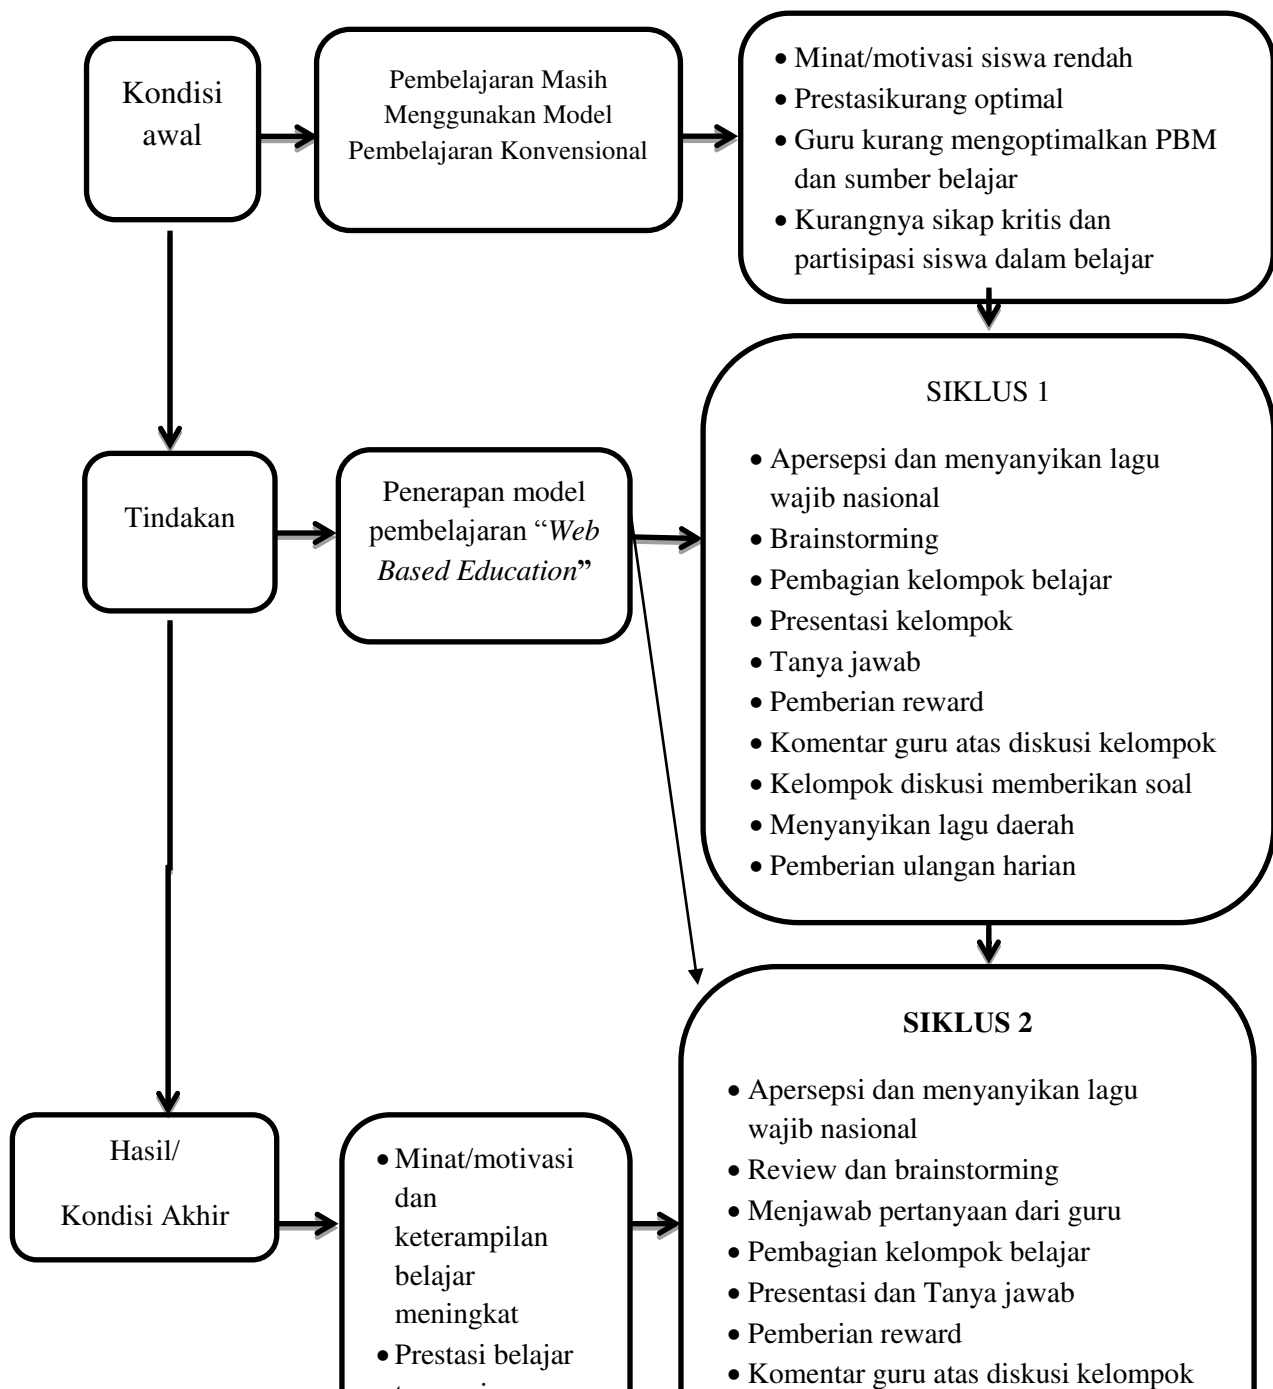 Kondisi
awal
Pembelajaran Masih
Menggunakan Model
Pembelajaran Konvensional
• Minat/motivasi siswa rendah
• Prestasikurang optimal
• Guru kurang mengoptimalkan PBM
dan sumber belajar
• Kurangnya sikap kritis dan
partisipasi siswa dalam belajar
Tindakan
Penerapan model
pembelajaran “Web
Based Education”
SIKLUS 1
• Apersepsi dan menyanyikan lagu
wajib nasional
• Brainstorming
• Pembagian kelompok belajar
• Presentasi kelompok
• Tanya jawab
• Pemberian reward
• Komentar guru atas diskusi kelompok
• Kelompok diskusi memberikan soal
• Menyanyikan lagu daerah
• Pemberian ulangan harian
Hasil/
Kondisi Akhir
• Minat/motivasi
dan
keterampilan
belajar
meningkat
• Prestasi belajar
SIKLUS 2
• Apersepsi dan menyanyikan lagu
wajib nasional
• Review dan brainstorming
• Menjawab pertanyaan dari guru
• Pembagian kelompok belajar
• Presentasi dan Tanya jawab
• Pemberian reward
• Komentar guru atas diskusi kelompok